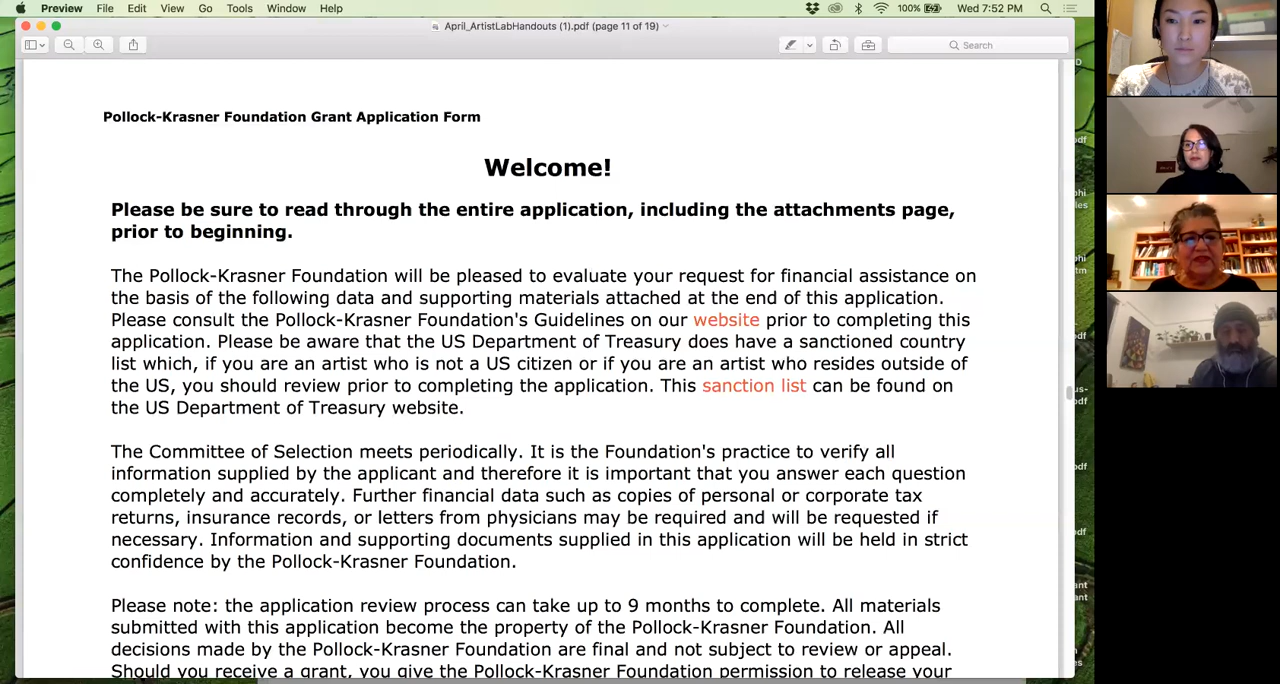 Preview File Edit View Go Tools Window Help 100% Wed 7:52 PM
April_ArtistLabHandouts (1).pdf (page 11 of 19)
Search
Pollock-Krasner Foundation Grant Application Form
Welcome!
Please be sure to read through the entire application, including the attachments page,
prior to beginning.
The Pollock-Krasner Foundation will be pleased to evaluate your request for financial assistance on
the basis of the following data and supporting materials attached at the end of this application.
Please consult the Pollock-Krasner Foundation's Guidelines on our website prior to completing this
application. Please be aware that the US Department of Treasury does have a sanctioned country
list which, if you are an artist who is not a US citizen or if you are an artist who resides outside of
the US, you should review prior to completing the application. This sanction list can be found on
the US Department of Treasury website.
The Committee of Selection meets periodically. It is the Foundation's practice to verify all
information supplied by the applicant and therefore it is important that you answer each question
completely and accurately. Further financial data such as copies of personal or corporate tax
returns, insurance records, or letters from physicians may be required and will be requested if
necessary. Information and supporting documents supplied in this application will be held in strict
confidence by the Pollock-Krasner Foundation.
Please note: the application review process can take up to 9 months to complete. All materials
submitted with this application become the property of the Pollock-Krasner Foundation. All
decisions made by the Pollock-Krasner Foundation are final and not subject to review or appeal.
Should you receive a grant, you give the Pollock-Krasner Foundation permission to release your